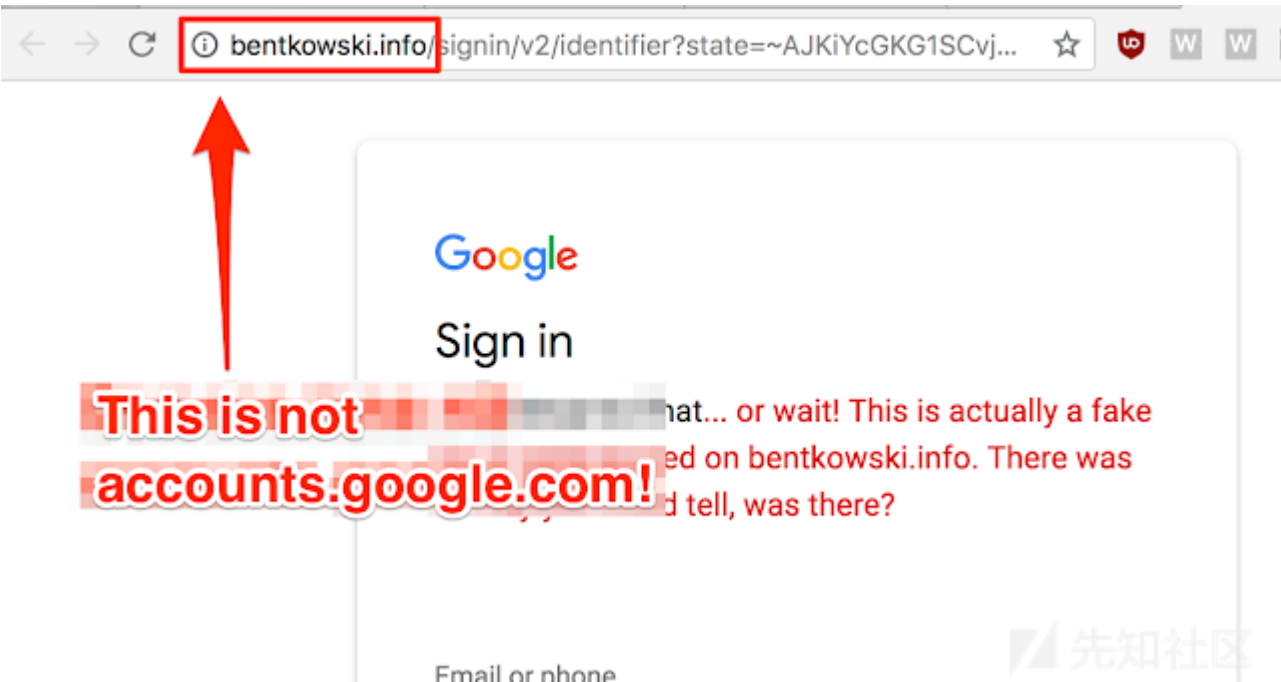 bentkowski.info/signin/v2/identifier?state=~AJKiYcGKG1SCvj...
W W
Google
Sign in
This is not
accounts.google.com!
hat... or wait! This is actually a fake
ed on bentkowski.info. There was
d tell, was there?
Email or phone
先知社区